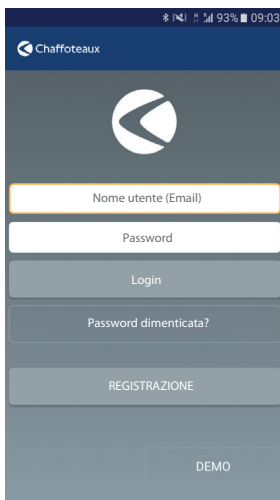 93% 09:03
Chaffoteaux
Nome utente (Email)
Password
Login
Password dimenticata?
REGISTRAZIONE
DEMO